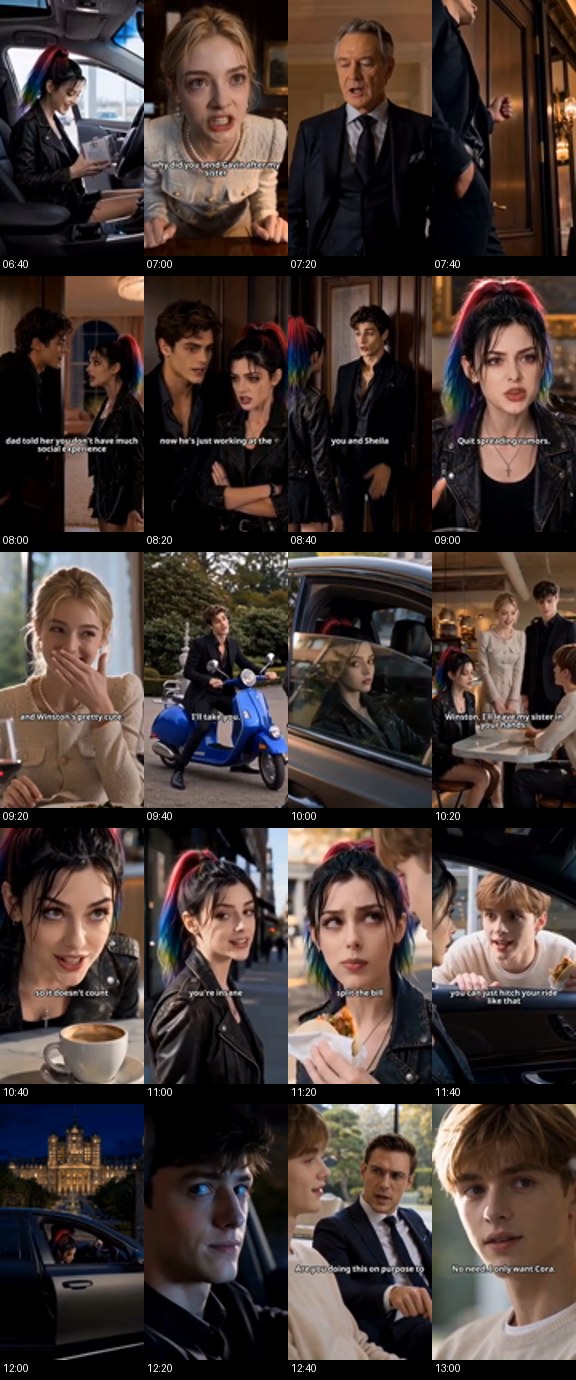 06:40
why did you send Gavin after my
sister
07:00
07:20
07:40
dad told her you don't have much
social experience
08:00
now he's just working at the
08:20
you and Sheila
08:40
Quit spreading rumors.
09:00
and Winston's pretty cute
09:20
I'll take you.
09:40
10:00
Winston, I'll leave my sister in
your hands.
10:20
so it doesn't count
10:40
you're insane
11:00
split the bill
11:20
you can just hitch your ride
like that
11:40
12:00
12:20
Are you doing this on purpose to
12:40
No need. I only want Cora.
13:00